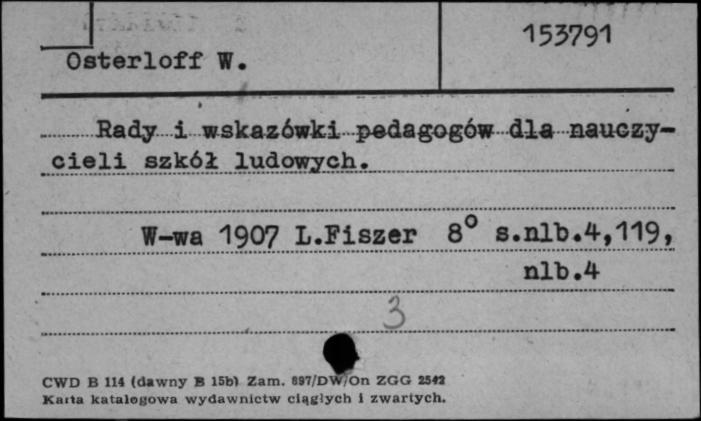 153791
Osterloff W.
Rady i wskazówki pedagogów dla nauczy-
cieli szkół ludowych.
W-wa 1907 L.Fiszer 8° s.nlb.4,119,
nlb.4
3
CWD B 114 (dawny B 15b) Zam. 897/DW/On ZGG 2542
Karta katalogowa wydawnictw ciągłych i zwartych.